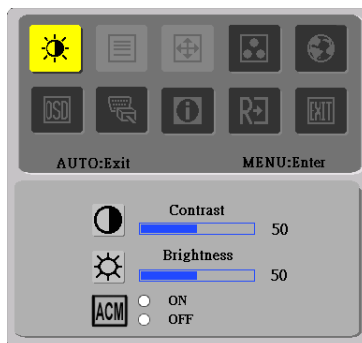 OSD i R EXIT
AUTO:Exit MENU:Enter
Contrast
50
Brightness
50
ACM ON
OFF